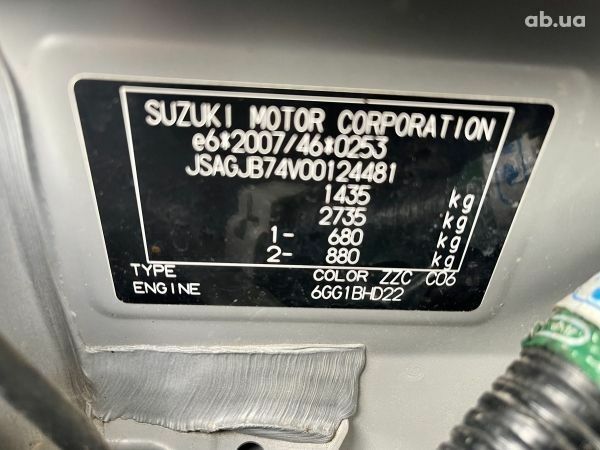 ab.ua
SUZUKI MOTOR CORPORATION
e6*2007/46*0253
JSAGJB74V00124481
1435 kg
2735 kg
1- 680 kg
2- 880 kg
TYPE COLOR ZZC C06
ENGINE 6GG1BHD22